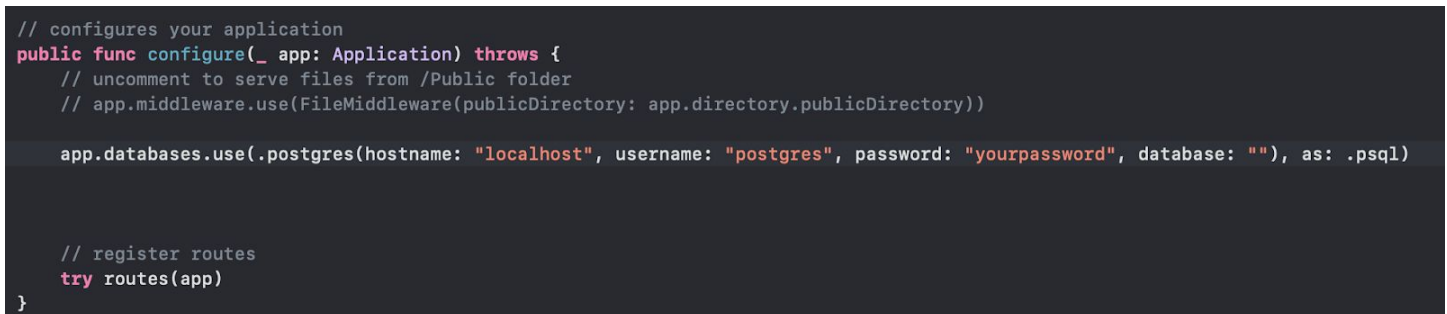 // configures your application
public func configure(_ app: Application) throws {
// uncomment to serve files from /Public folder
// app.middleware.use(FileMiddleware(publicDirectory: app.directory.publicDirectory))
app.databases.use(.postgres(hostname: "localhost", username: "postgres", password: "yourpassword", database: ""), as: .psql)
// register routes
try routes(app)
}